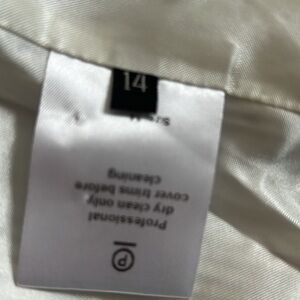 14
Professional
dry clean only
cover trims before
cleaning
P